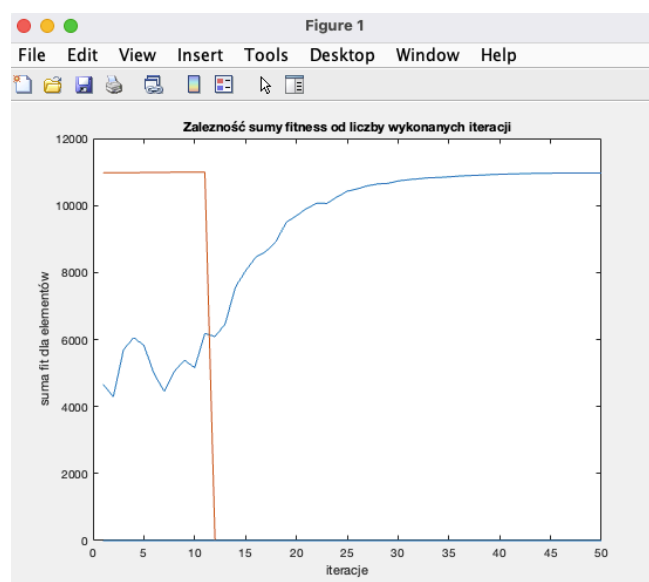 Figure 1
File Edit View Insert Tools Desktop Window Help
Zalezność sumy fitness od liczby wykonanych iteracji
12000
10000
8000
6000
4000
2000
0
suma fit dla elementów
0 5 10 15 20 25 30 35 40 45 50
iteracje